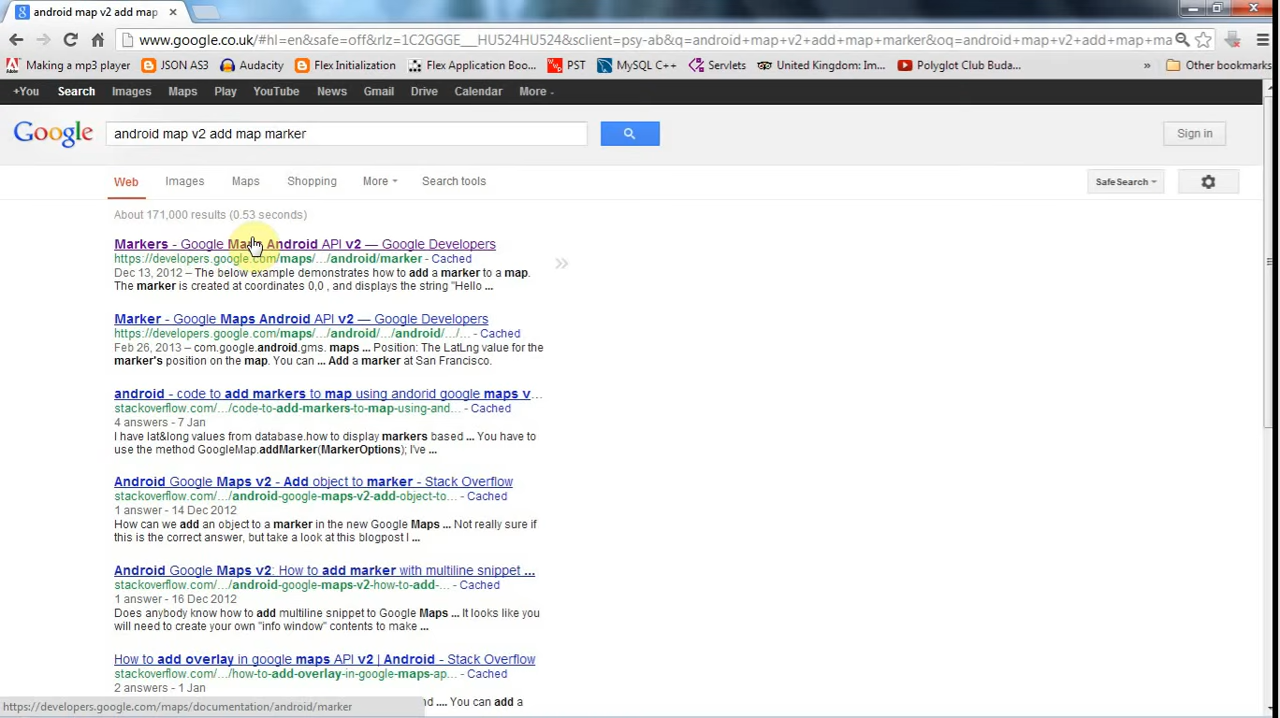 android map v2 add map
www.google.co.uk/#hl=en&safe=off&rlz=1C2GGGE___HU524HU524&sclient=psy-ab&q=android+map+v2+add+map+marker&oq=android+map+v2+add+map+ma
Making a mp3 player JSON AS3 Audacity Flex Initialization Flex Application Boo... PST MySQL C++ Servlets United Kingdom: Im... Polyglot Club Buda... » Other bookmarks
+You Search Images Maps Play YouTube News Gmail Drive Calendar More
Google android map v2 add map marker Sign in
Web Images Maps Shopping More Search tools SafeSearch
About 171,000 results (0.53 seconds)
Markers - Google Maps Android API v2 — Google Developers
https://developers.google.com/maps/.../android/marker - Cached
Dec 13, 2012 – The below example demonstrates how to add a marker to a map.
The marker is created at coordinates 0,0 , and displays the string "Hello ...
Marker - Google Maps Android API v2 — Google Developers
https://developers.google.com/maps/.../android/.../android/.../... - Cached
Feb 26, 2013 – com.google.android.gms. maps ... Position: The LatLng value for the
marker's position on the map. You can ... Add a marker at San Francisco.
android - code to add markers to map using andorid google maps v...
stackoverflow.com/.../code-to-add-markers-to-map-using-and... - Cached
4 answers - 7 Jan
I have lat&long values from database.how to display markers based ... You have to
use the method GoogleMap.addMarker(MarkerOptions); I've ...
Android Google Maps v2 - Add object to marker - Stack Overflow
stackoverflow.com/.../android-google-maps-v2-add-object-to... - Cached
1 answer - 14 Dec 2012
How can we add an object to a marker in the new Google Maps ... Not really sure if
this is the correct answer, but take a look at this blogpost I ...
Android Google Maps v2: How to add marker with multiline snippet ...
stackoverflow.com/.../android-google-maps-v2-how-to-add-... - Cached
1 answer - 16 Dec 2012
Does anybody know how to add multiline snippet to Google Maps ... It looks like you
will need to create your own "info window" contents to make ...
How to add overlay in google maps API v2 | Android - Stack Overflow
stackoverflow.com/.../how-to-add-overlay-in-google-maps-ap... - Cached
2 answers - 1 Jan
nd .... You can add a
https://developers.google.com/maps/documentation/android/marker